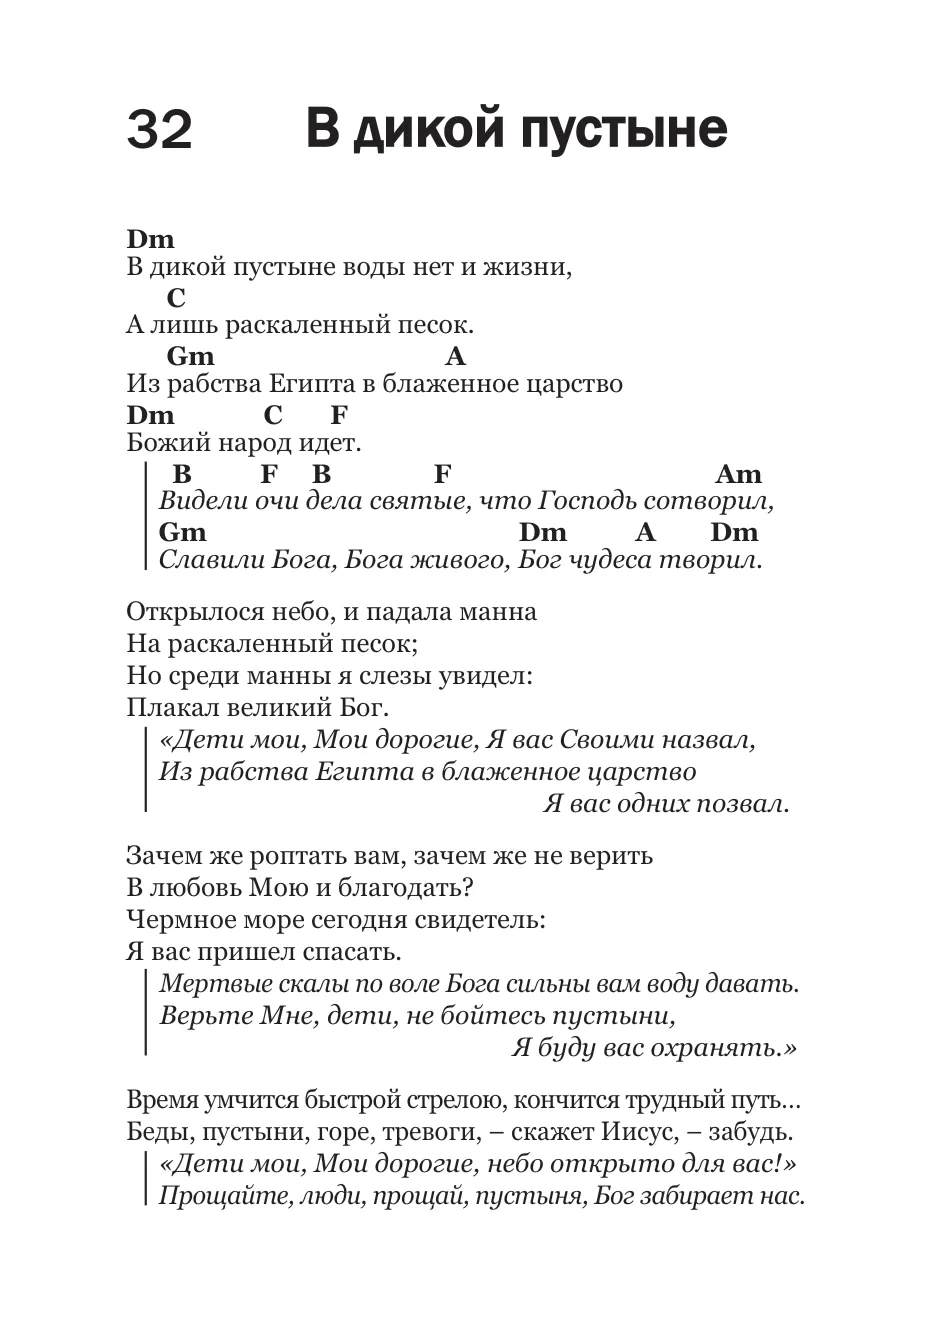 32 В дикой пустыне
Dm
В дикой пустыне воды нет и жизни,
C
А лишь раскаленный песок.
Gm A
Из рабства Египта в блаженное царство
Dm C F
Божий народ идет.
B F B F Am
Видели очи дела святые, что Господь сотворил,
Gm Dm A Dm
Славили Бога, Бога живого, Бог чудеса творил.
Открылося небо, и падала манна
На раскаленный песок;
Но среди манны я слезы увидел:
Плакал великий Бог.
«Дети мои, Мои дорогие, Я вас Своими назвал,
Из рабства Египта в блаженное царство
Я вас одних позвал.
Зачем же роптать вам, зачем же не верить
В любовь Мою и благодать?
Чермное море сегодня свидетель:
Я вас пришел спасать.
Мертвые скалы по воле Бога сильны вам воду давать.
Верьте Мне, дети, не бойтесь пустыни,
Я буду вас охранять.»
Время умчится быстрой стрелою, кончится трудный путь...
Беды, пустыни, горе, тревоги, – скажет Иисус, – забудь.
«Дети мои, Мои дорогие, небо открыто для вас!»
Прощайте, люди, прощай, пустыня, Бог забирает нас.